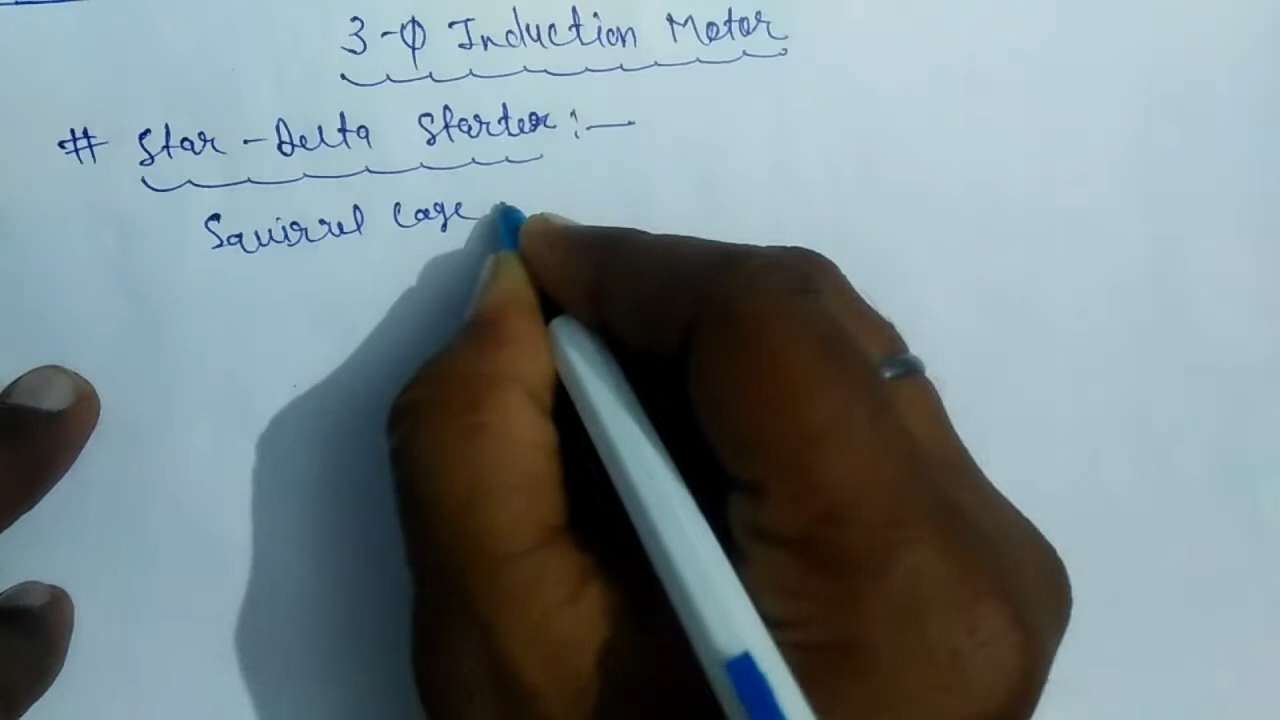 3-Φ Induction Motor
# Star-Delta Starter:—
Squirrel Cage